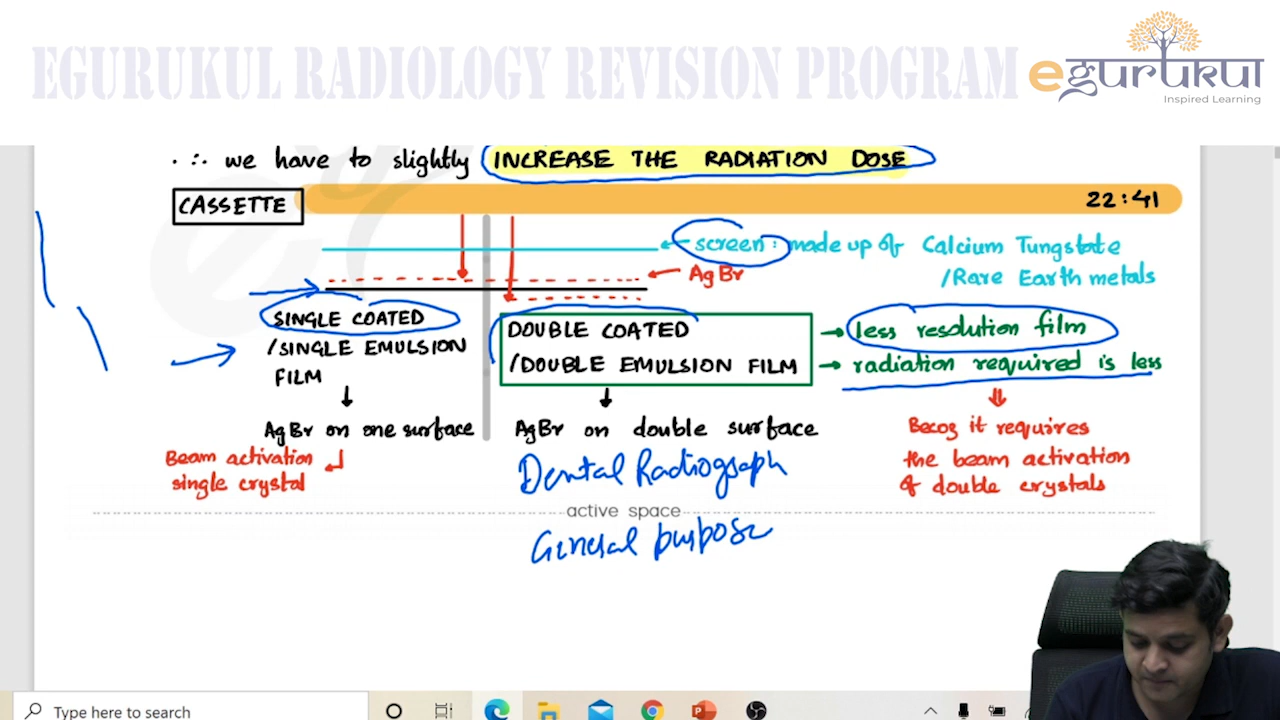 EGURUKUL RADIOLOGY REVISION PROGRAM
eगurukul
Inspired Learning
∴ we have to slightly INCREASE THE RADIATION DOSE
CASSETTE
22:41
screen: made up of Calcium Tungstate
/Rare Earth metals
AgBr
SINGLE COATED
/SINGLE EMULSION
FILM
AgBr on one surface
Beam activation
single crystal
DOUBLE COATED
/DOUBLE EMULSION FILM
AgBr on double surface
Dental Radiograph
active space
General purpose
less resolution film
radiation required is less
Becoz it requires
the beam activation
of double crystals
Type here to search